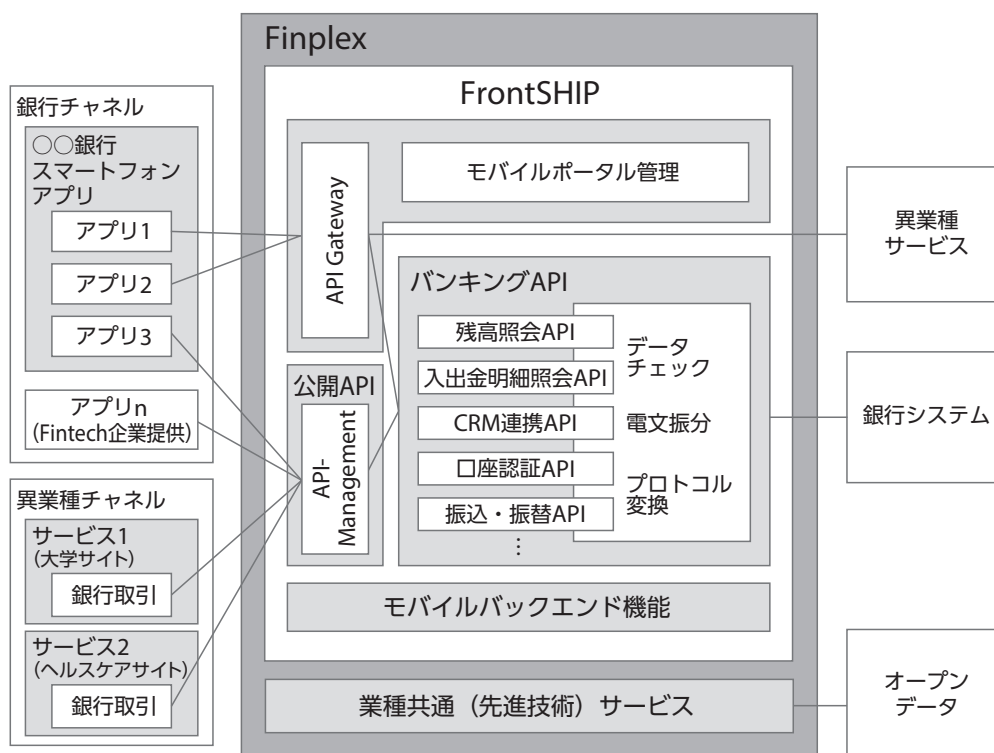 Finplex
FrontSHIP
銀行チャネル
○○銀行
スマートフォン
アプリ
アプリ1
アプリ2
アプリ3
アプリn
(Fintech企業提供)
異業種チャネル
サービス1
(大学サイト)
銀行取引
サービス2
(ヘルスケアサイト)
銀行取引
API Gateway
モバイルポータル管理
公開API
API-
Management
バンキングAPI
残高照会API
入出金明細照会API
CRM連携API
口座認証API
振込・振替API
⋮
データ
チェック
電文振分
プロトコル
変換
モバイルバックエンド機能
業種共通（先進技術）サービス
異業種
サービス
銀行システム
オープン
データ